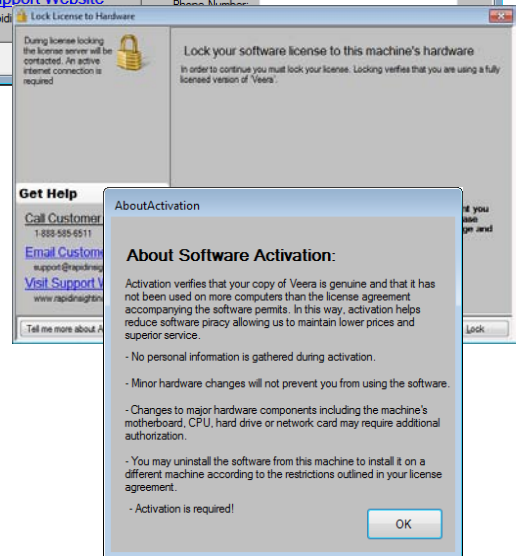 pport Website
Phone Number:
Lock License to Hardware
During license locking
the license server will be
contacted. An active
internet connection is
required
Lock your software license to this machine's hardware
In order to continue you must lock your license. Locking verifies that you are using a fully
licensed version of 'Veera'.
Get Help
Call Customer
1-888-585-6511
Email Custome
support@rapidinsig
Visit Support W
www.rapidinsightin
Tell me more about A
nt you
ase
ge and
Lock
AboutActivation
About Software Activation:
Activation verifies that your copy of Veera is genuine and that it has
not been used on more computers than the license agreement
accompanying the software permits. In this way, activation helps
reduce software piracy allowing us to maintain lower prices and
superior service.
- No personal information is gathered during activation.
- Minor hardware changes will not prevent you from using the software.
- Changes to major hardware components including the machine's
motherboard, CPU, hard drive or network card may require additional
authorization.
- You may uninstall the software from this machine to install it on a
different machine according to the restrictions outlined in your license
agreement.
- Activation is required!
OK